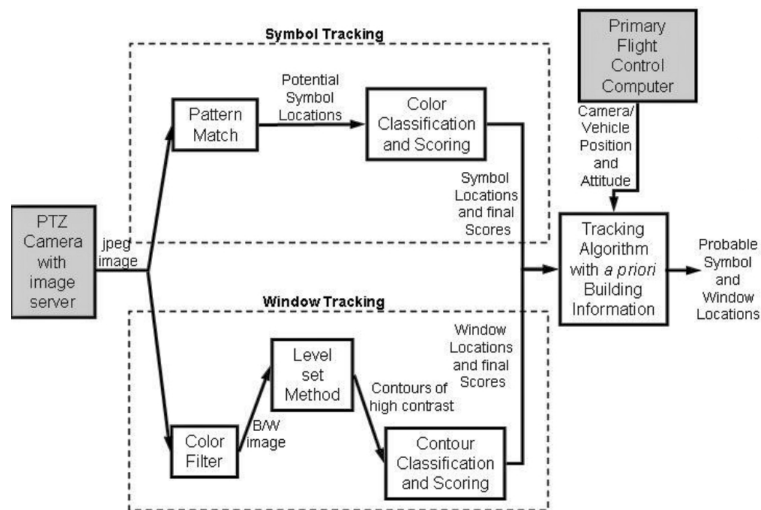 Symbol Tracking
Primary
Flight
Control
Computer
Potential
Symbol
Locations
Pattern
Match
Color
Classification
and Scoring
Camera/
Vehicle
Position
and
Attitude
Symbol
Locations
and final
Scores
PTZ
Camera
with
image
server
jpeg
image
Tracking
Algorithm
with a priori
Building
Information
Probable
Symbol
and
Window
Locations
Window Tracking
Window
Locations
and final
Scores
Level
set
Method
Contours of
high contrast
Color
Filter
B/W
image
Contour
Classification
and Scoring